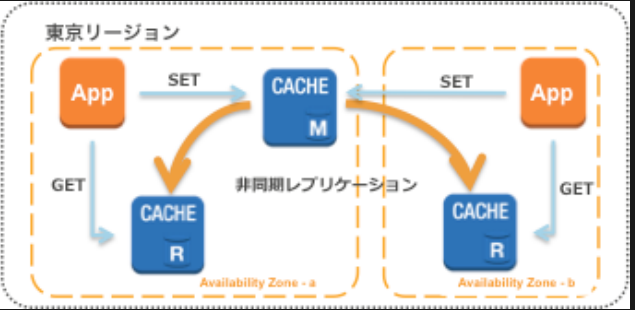 東京リージョン
App
SET
CACHE
M
SET
App
GET
非同期レプリケーション
GET
CACHE
R
CACHE
R
Availability Zone - a
Availability Zone - b